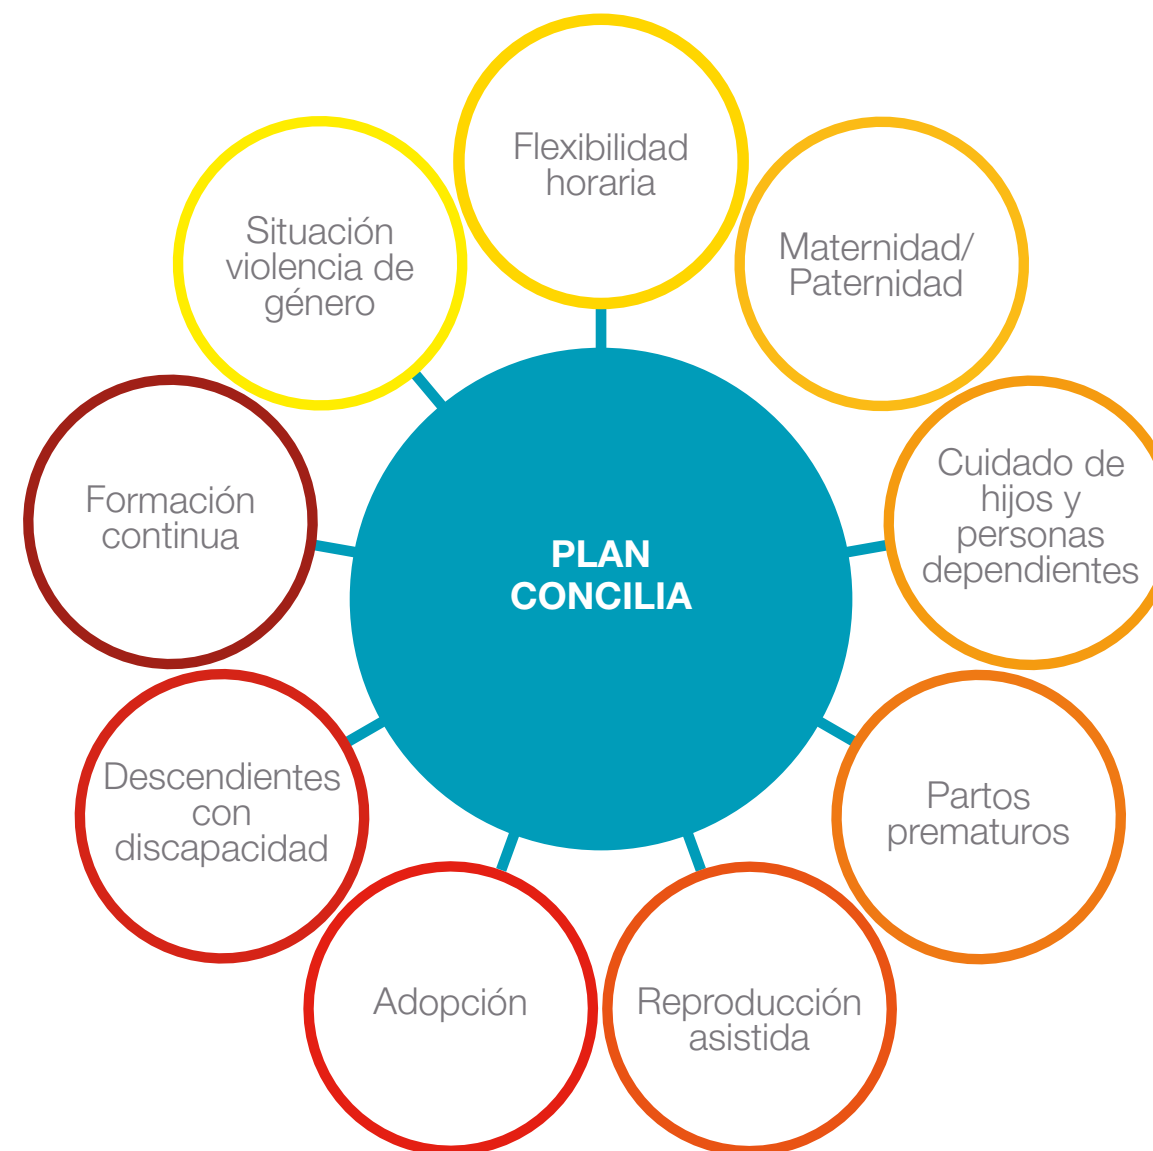 Flexibilidad
horaria
Maternidad/
Paternidad
Cuidado de
hijos y
personas
dependientes
Partos
prematuros
Reproducción
asistida
Adopción
Descendientes
con
discapacidad
Formación
continua
Situación
violencia de
género
PLAN
CONCILIA